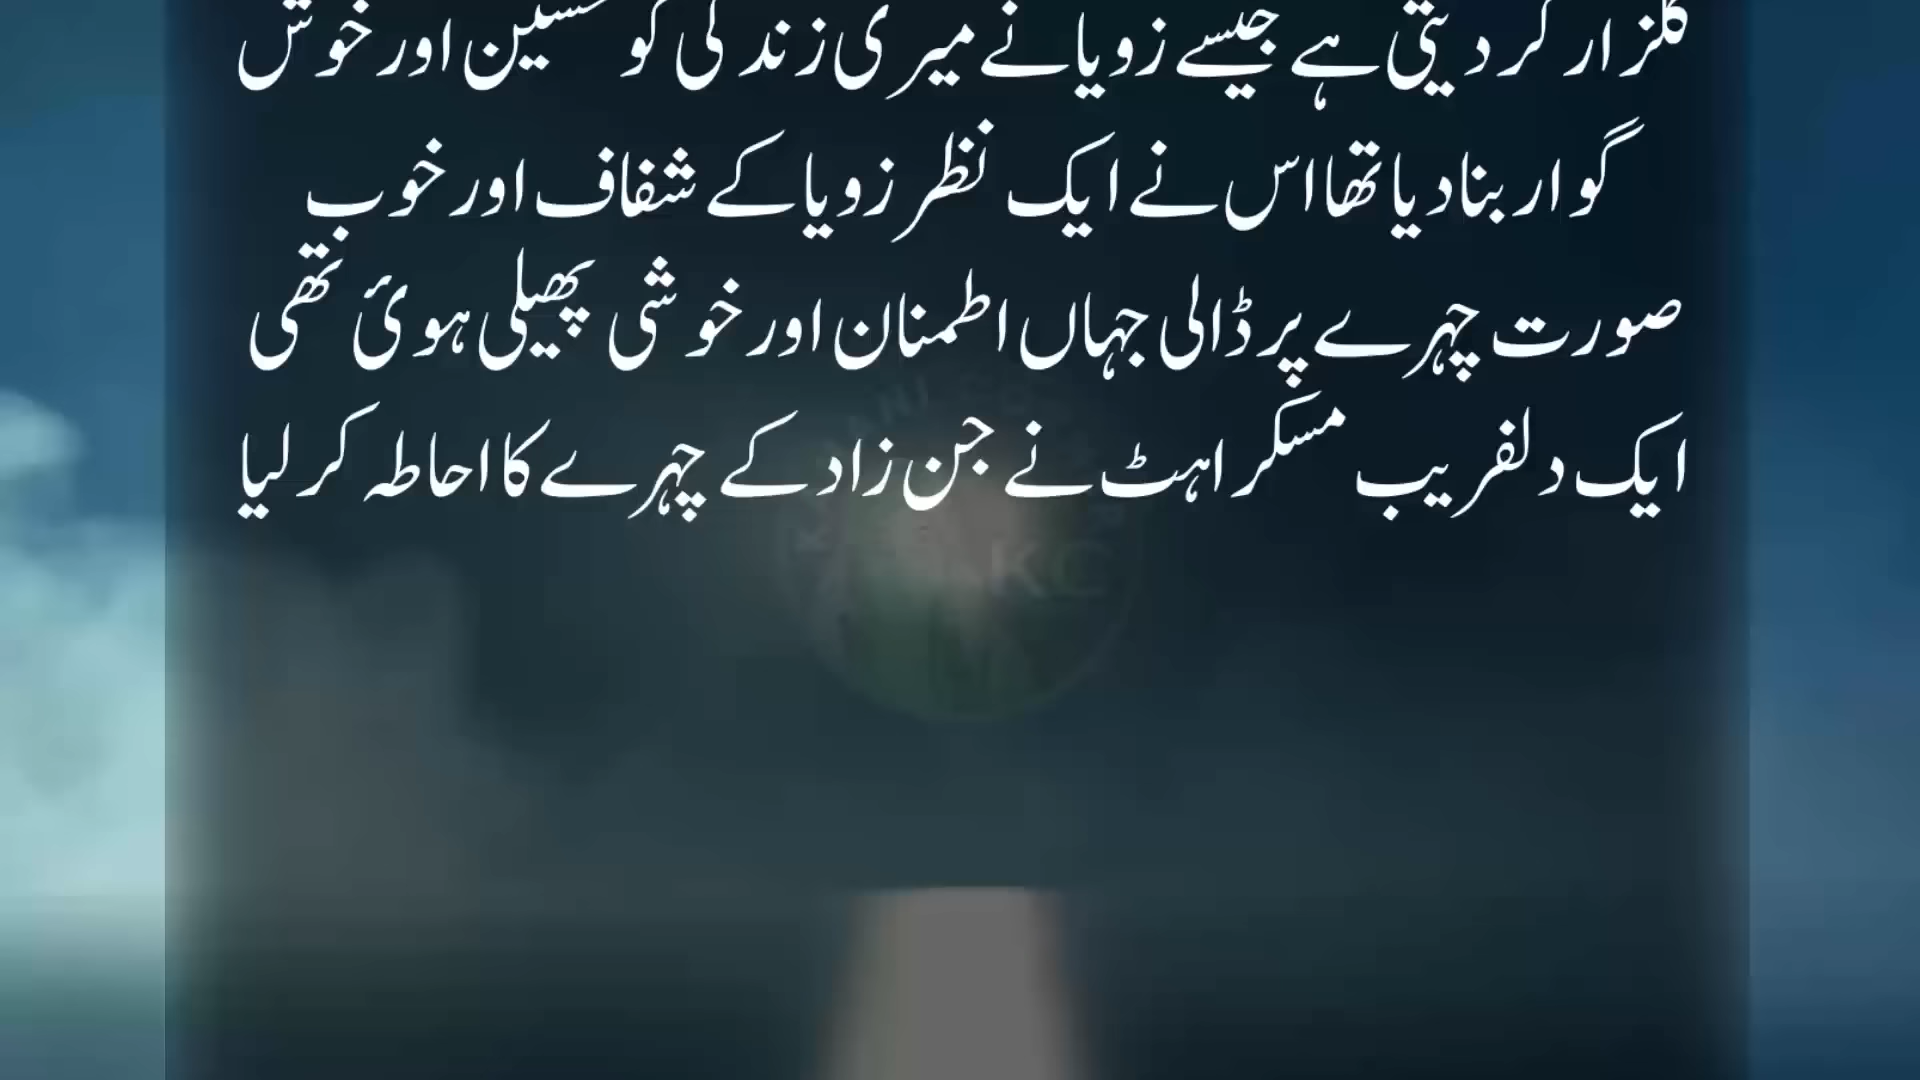 گلزار کر دیتی ہے جیسے زویا نے میری زندگی کو حسین اور خوش
گوار بنا دیا تھا اس نے ایک نظر زویا کے شفاف اور خوب
صورت چہرے پر ڈالی جہاں اطمنان اور خوشی پھیلی ہوئ تھی
ایک دلفریب مسکراہٹ نے جن زاد کے چہرے کا احاطہ کر لیا
KC